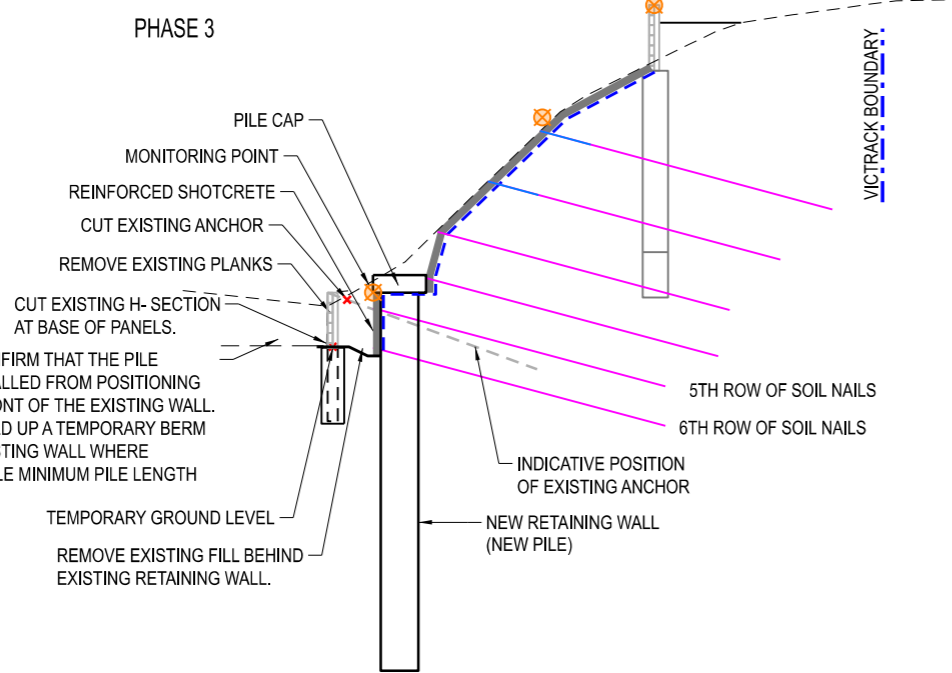 PHASE 3
PILE CAP
MONITORING POINT
REINFORCED SHOTCRETE
CUT EXISTING ANCHOR
REMOVE EXISTING PLANKS
CUT EXISTING H- SECTION
AT BASE OF PANELS.
FIRM THAT THE PILE
ALLED FROM POSITIONING
ONT OF THE EXISTING WALL.
D UP A TEMPORARY BERM
STING WALL WHERE
LE MINIMUM PILE LENGTH
TEMPORARY GROUND LEVEL
REMOVE EXISTING FILL BEHIND
EXISTING RETAINING WALL.
VICTRACK BOUNDARY
5TH ROW OF SOIL NAILS
6TH ROW OF SOIL NAILS
INDICATIVE POSITION
OF EXISTING ANCHOR
NEW RETAINING WALL
(NEW PILE)